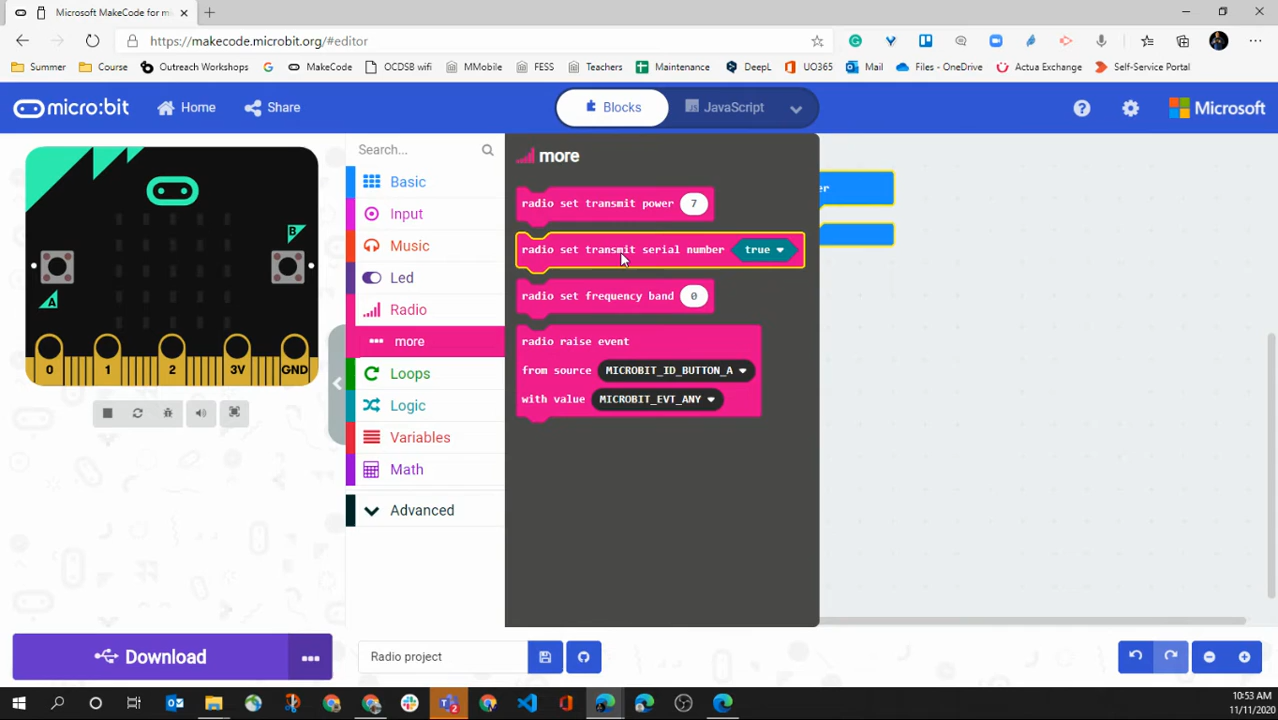 Microsoft MakeCode for m
https://makecode.microbit.org/#editor
Summer Course Outreach Workshops MakeCode OCDSB wifi MMobile FESS Teachers Maintenance DeepL UO365 Mail Files - OneDrive Actua Exchange Self-Service Portal
micro:bit Home Share Blocks JavaScript Microsoft
Search...
Basic
Input
Music
Led
Radio
more
Loops
Logic
Variables
Math
Advanced
more
radio set transmit power 7
radio set transmit serial number true
radio set frequency band 0
radio raise event
from source MICROBIT_ID_BUTTON_A
with value MICROBIT_EVT_ANY
er
A
B
0 1 2 3V GND
Download
Radio project
10:53 AM
11/11/2020